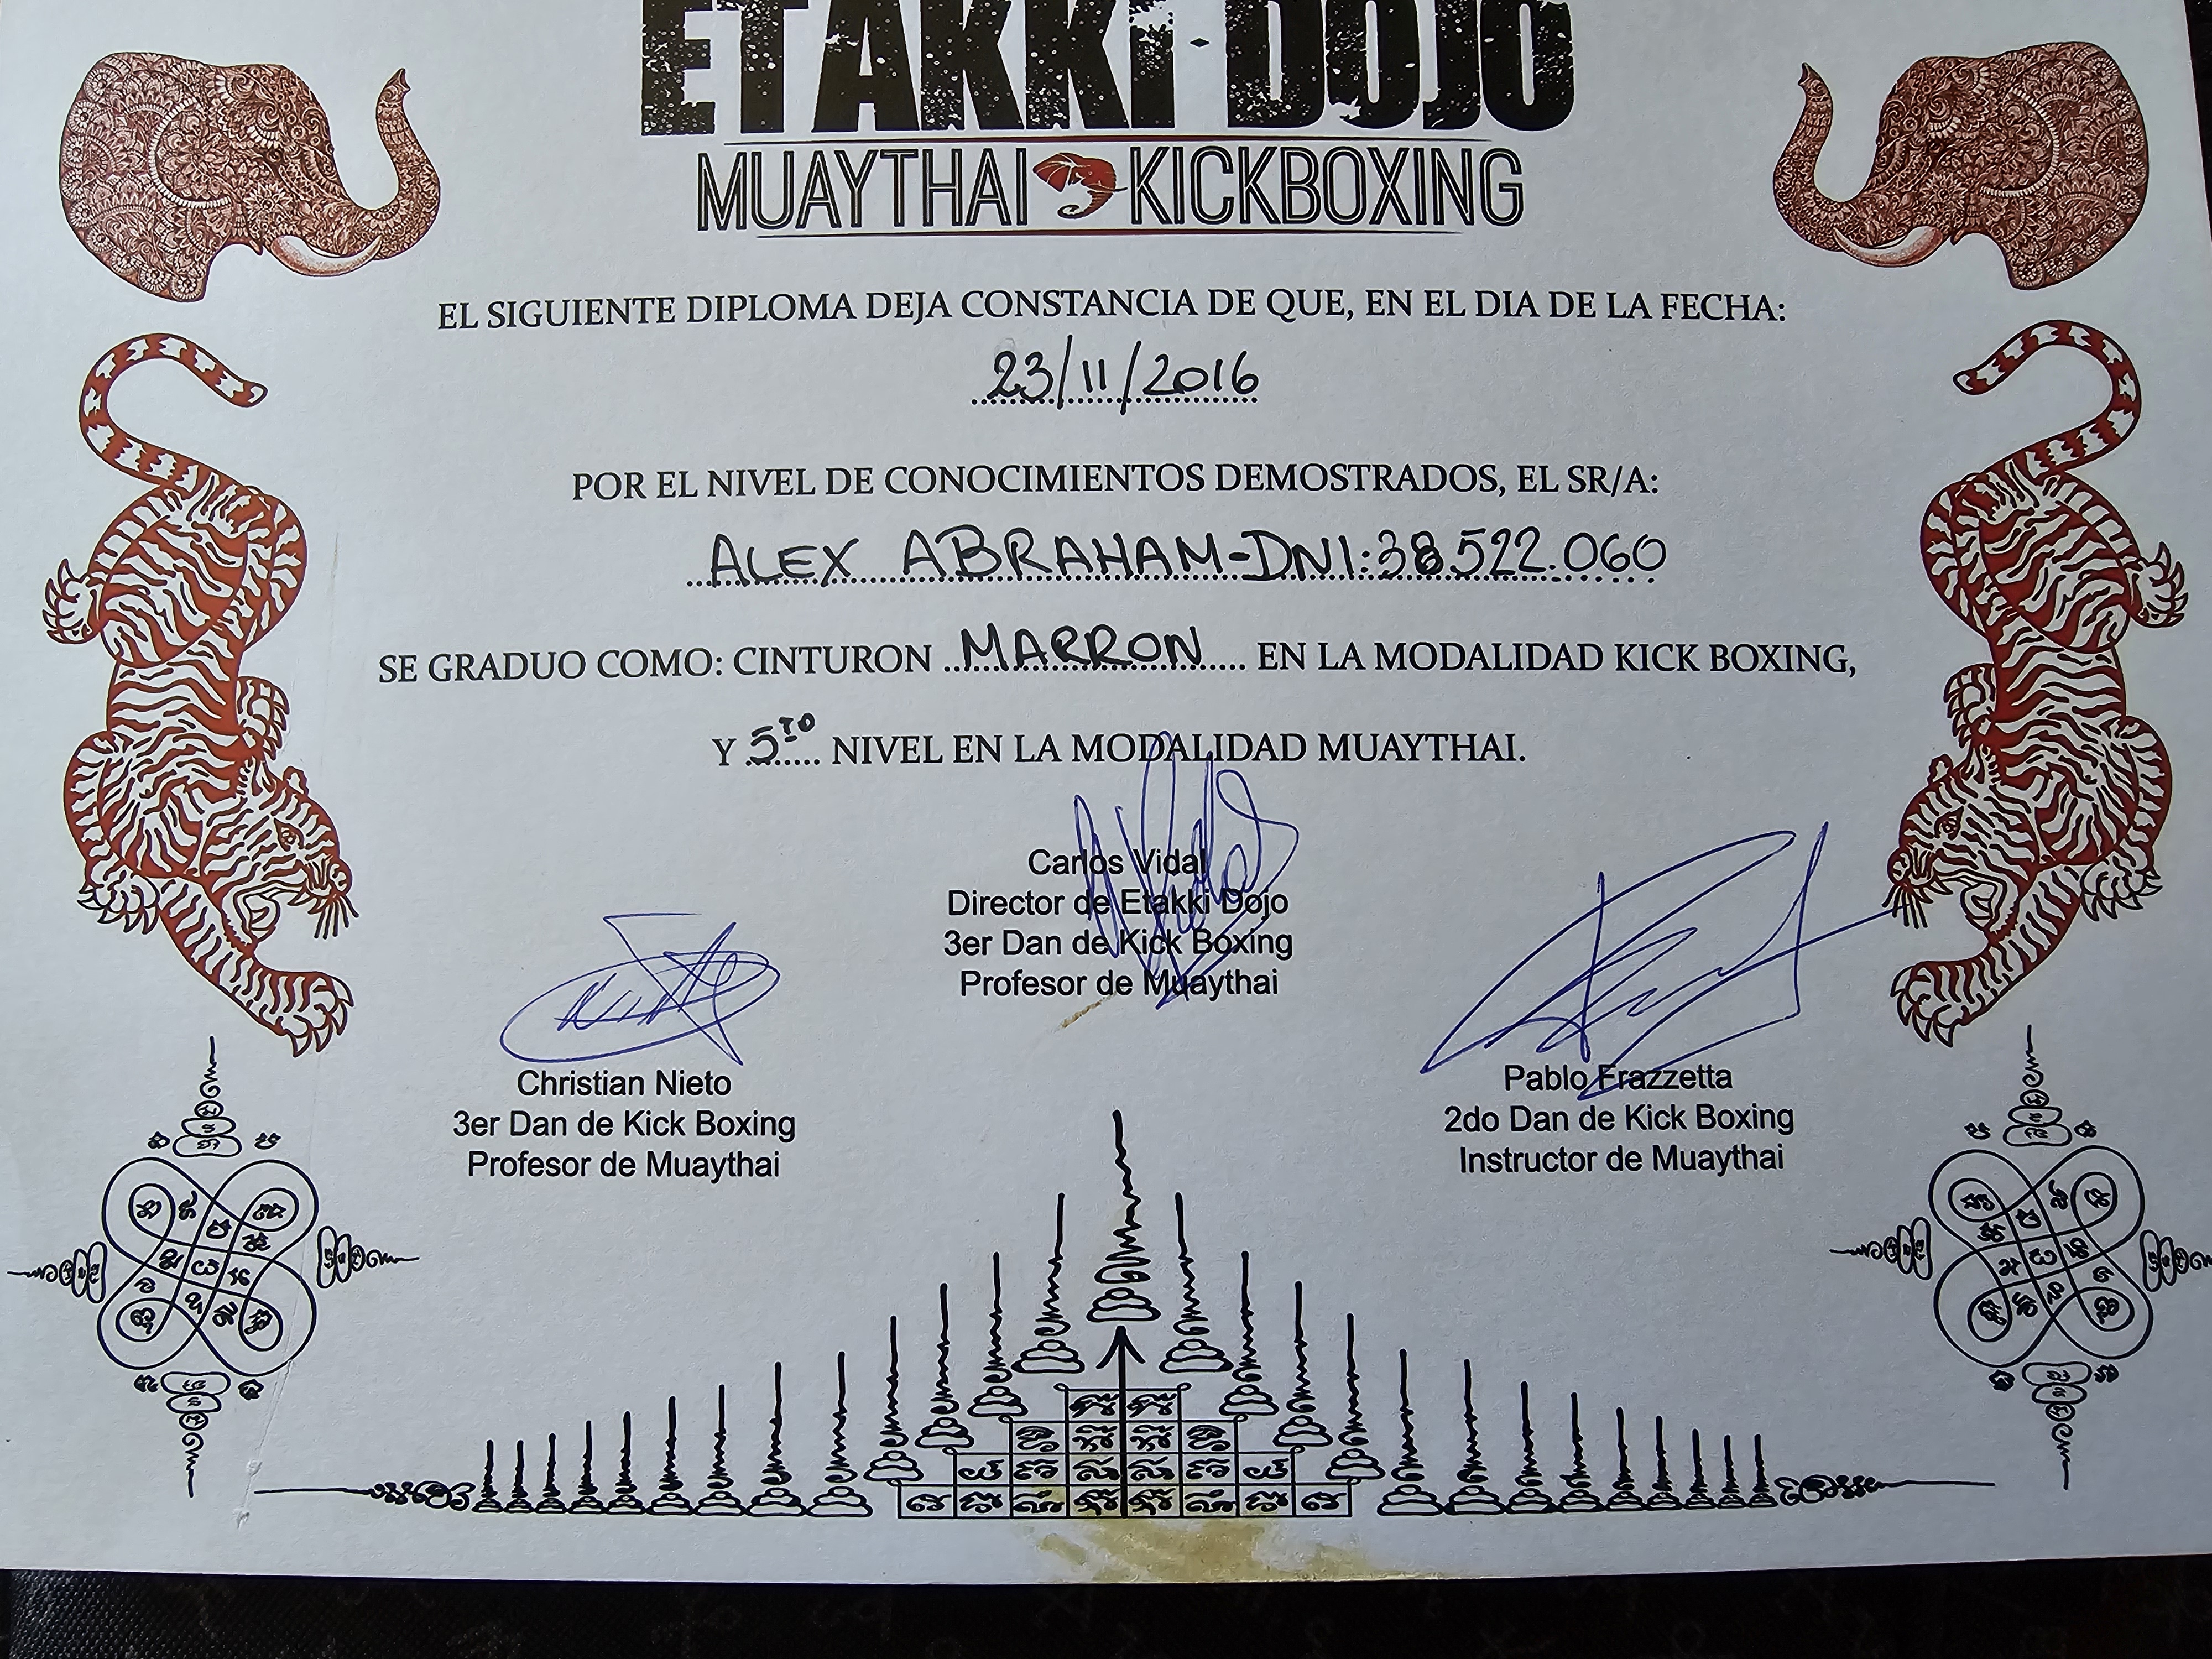 ETAKKI-DOJO
MUAYTHAI KICKBOXING
EL SIGUIENTE DIPLOMA DEJA CONSTANCIA DE QUE, EN EL DIA DE LA FECHA:
23/11/2016
POR EL NIVEL DE CONOCIMIENTOS DEMOSTRADOS, EL SR/A:
ALEX ABRAHAM-DNI:38.522.060
SE GRADUO COMO: CINTURON MARRON EN LA MODALIDAD KICK BOXING,
Y 5TO NIVEL EN LA MODALIDAD MUAYTHAI.
Carlos Vidal
Director de Etakki Dojo
3er Dan de Kick Boxing
Profesor de Muaythai
Christian Nieto
3er Dan de Kick Boxing
Profesor de Muaythai
Pablo Frazzetta
2do Dan de Kick Boxing
Instructor de Muaythai